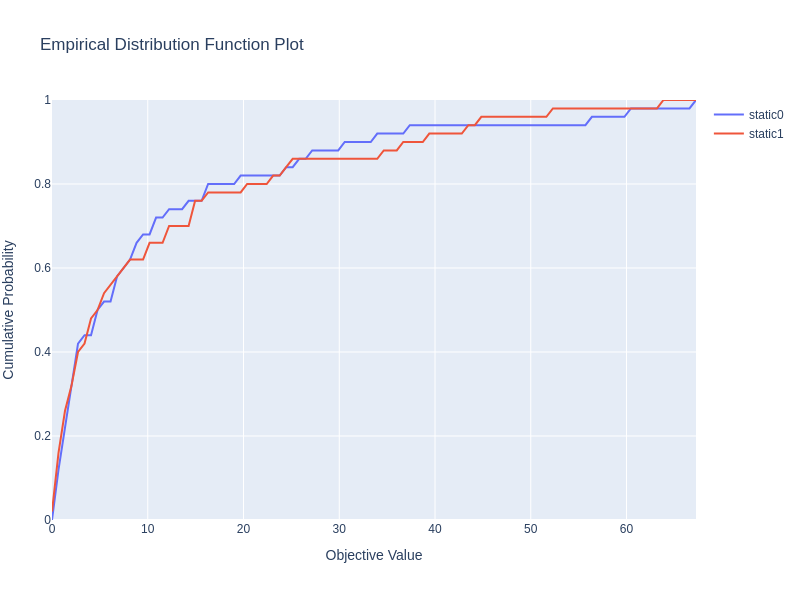 Empirical Distribution Function Plot
static0
static1
1
0.8
0.6
0.4
0.2
0
0 10 20 30 40 50 60
Cumulative Probability
Objective Value